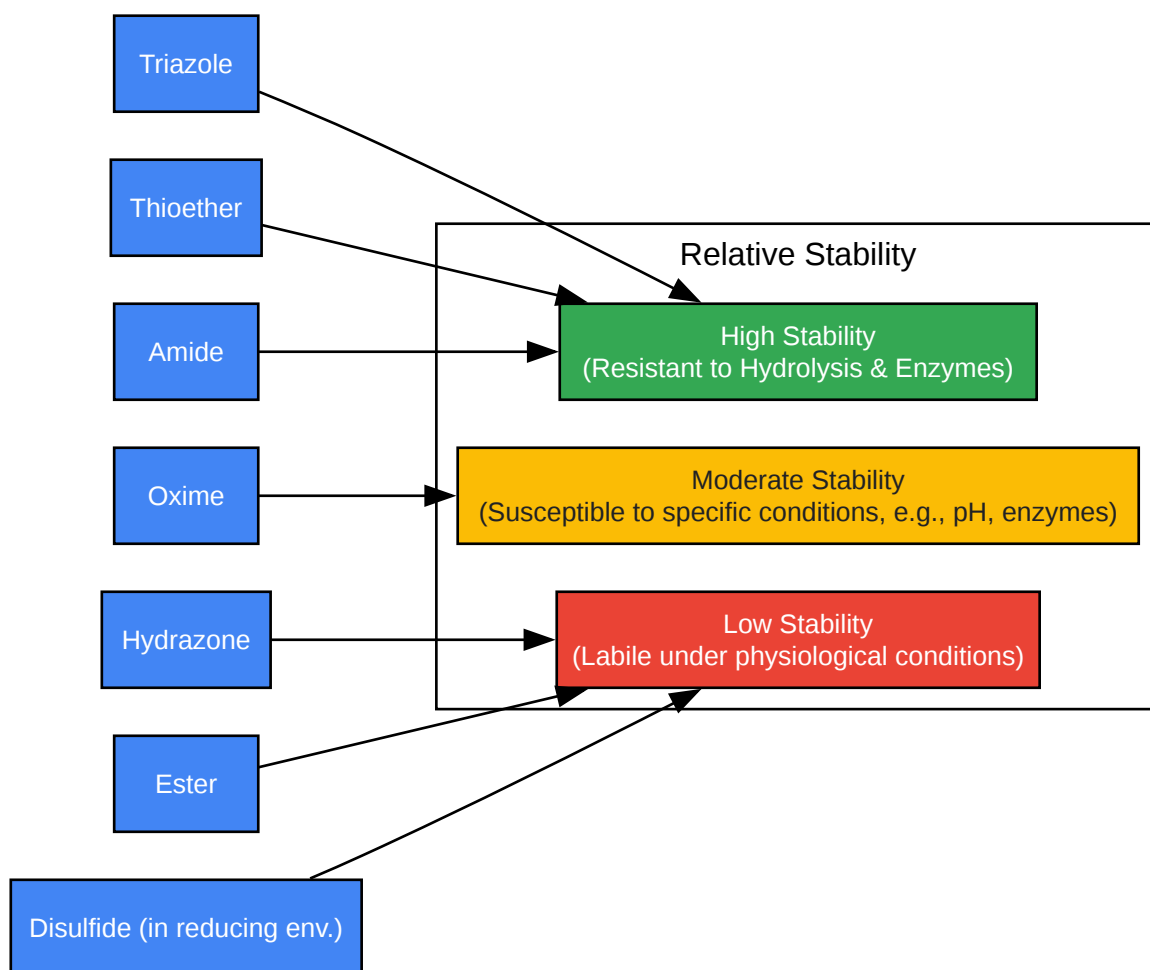 Triazole
Thioether
Relative Stability
High Stability
(Resistant to Hydrolysis & Enzymes)
Amide
Moderate Stability
(Susceptible to specific conditions, e.g., pH, enzymes)
Oxime
Low Stability
(Labile under physiological conditions)
Hydrazone
Ester
Disulfide (in reducing env.)